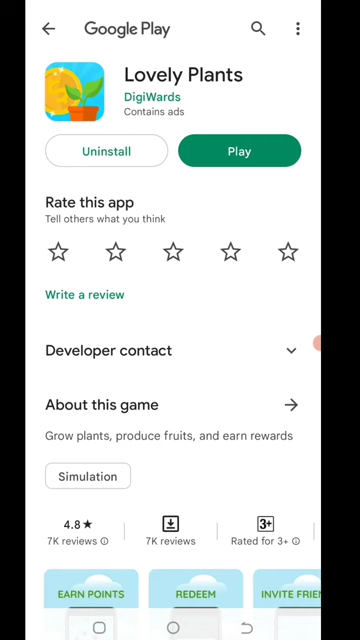 Google Play
Lovely Plants
DigiWards
Contains ads
Uninstall
Play
Rate this app
Tell others what you think
Write a review
Developer contact
About this game
Grow plants, produce fruits, and earn rewards
Simulation
4.8★
7K reviews
7K reviews
3+
Rated for 3+
EARN POINTS
REDEEM
INVITE FRIEN